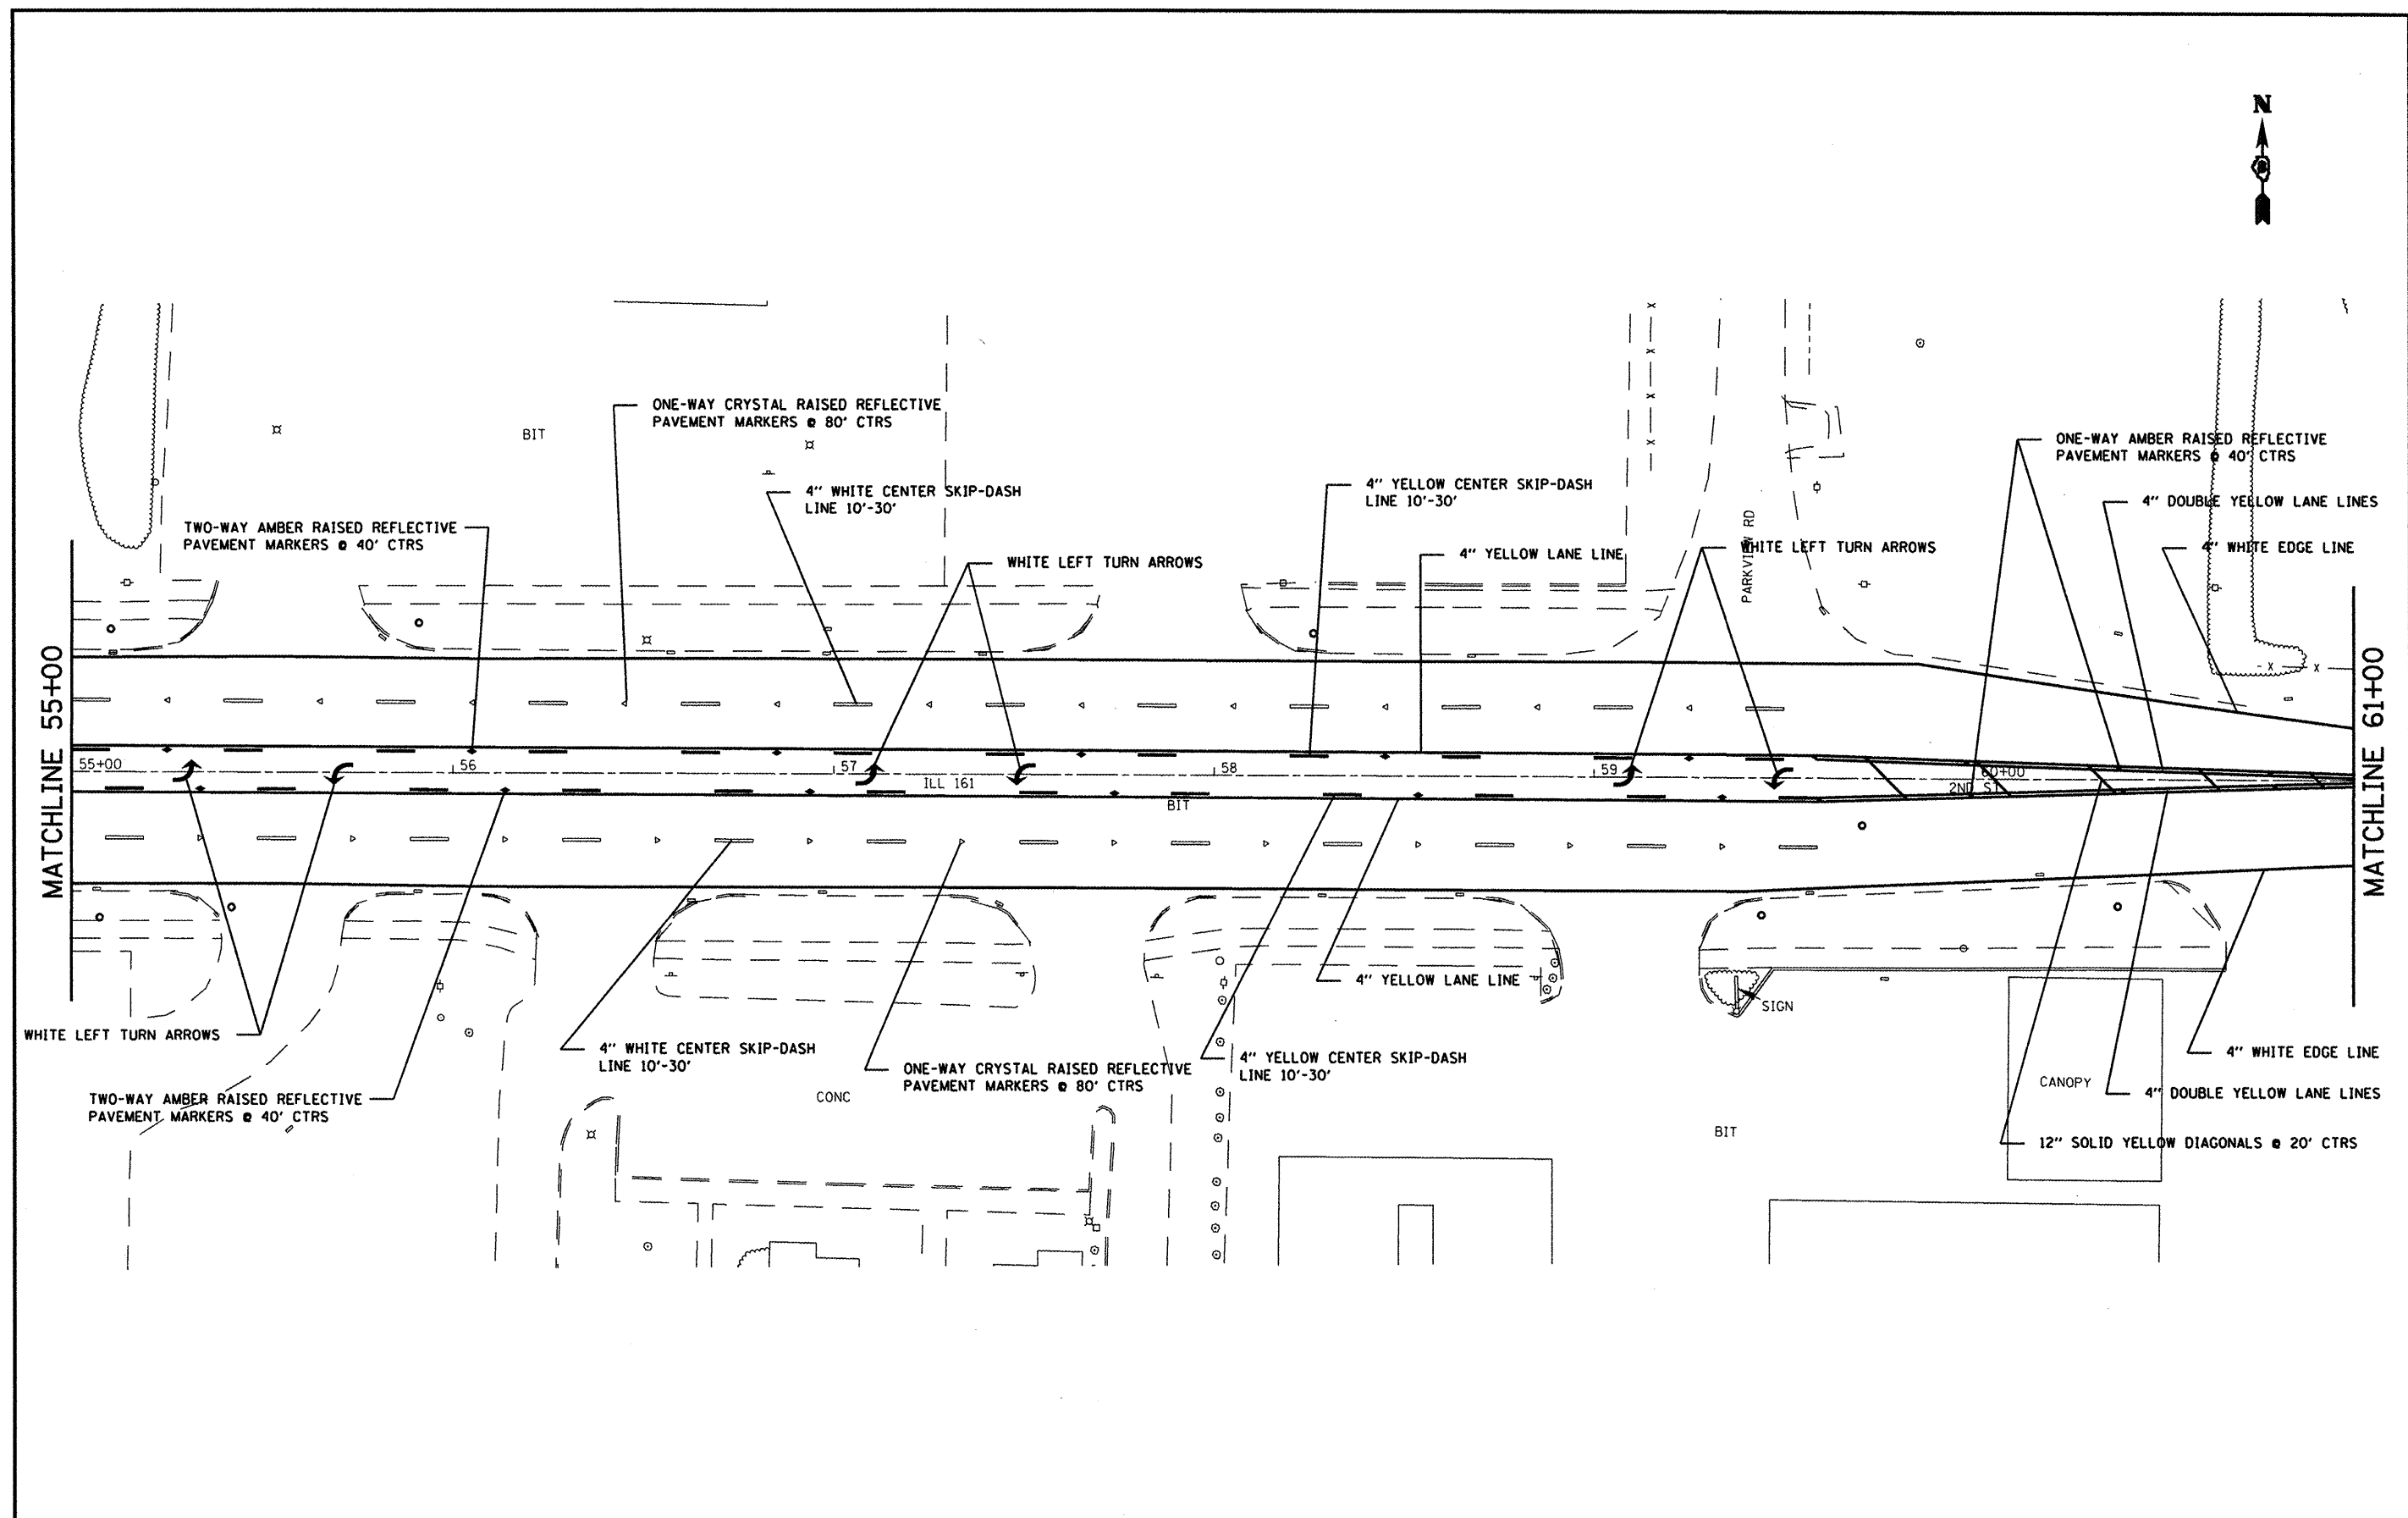 N
ONE-WAY CRYSTAL RAISED REFLECTIVE
PAVEMENT MARKERS @ 80' CTRS
BIT
4" WHITE CENTER SKIP-DASH
LINE 10'-30'
TWO-WAY AMBER RAISED REFLECTIVE
PAVEMENT MARKERS @ 40' CTRS
WHITE LEFT TURN ARROWS
4" YELLOW CENTER SKIP-DASH
LINE 10'-30'
4" YELLOW LANE LINE
PARKVIEW RD
WHITE LEFT TURN ARROWS
ONE-WAY AMBER RAISED REFLECTIVE
PAVEMENT MARKERS @ 40' CTRS
4" DOUBLE YELLOW LANE LINES
4" WHITE EDGE LINE
MATCHLINE 55+00
MATCHLINE 61+00
55+00
56
57
58
59
60+00
ILL 161
BIT
2ND ST
WHITE LEFT TURN ARROWS
TWO-WAY AMBER RAISED REFLECTIVE
PAVEMENT MARKERS @ 40' CTRS
4" WHITE CENTER SKIP-DASH
LINE 10'-30'
CONC
ONE-WAY CRYSTAL RAISED REFLECTIVE
PAVEMENT MARKERS @ 80' CTRS
4" YELLOW CENTER SKIP-DASH
LINE 10'-30'
4" YELLOW LANE LINE
SIGN
BIT
CANOPY
4" WHITE EDGE LINE
4" DOUBLE YELLOW LANE LINES
12" SOLID YELLOW DIAGONALS @ 20' CTRS